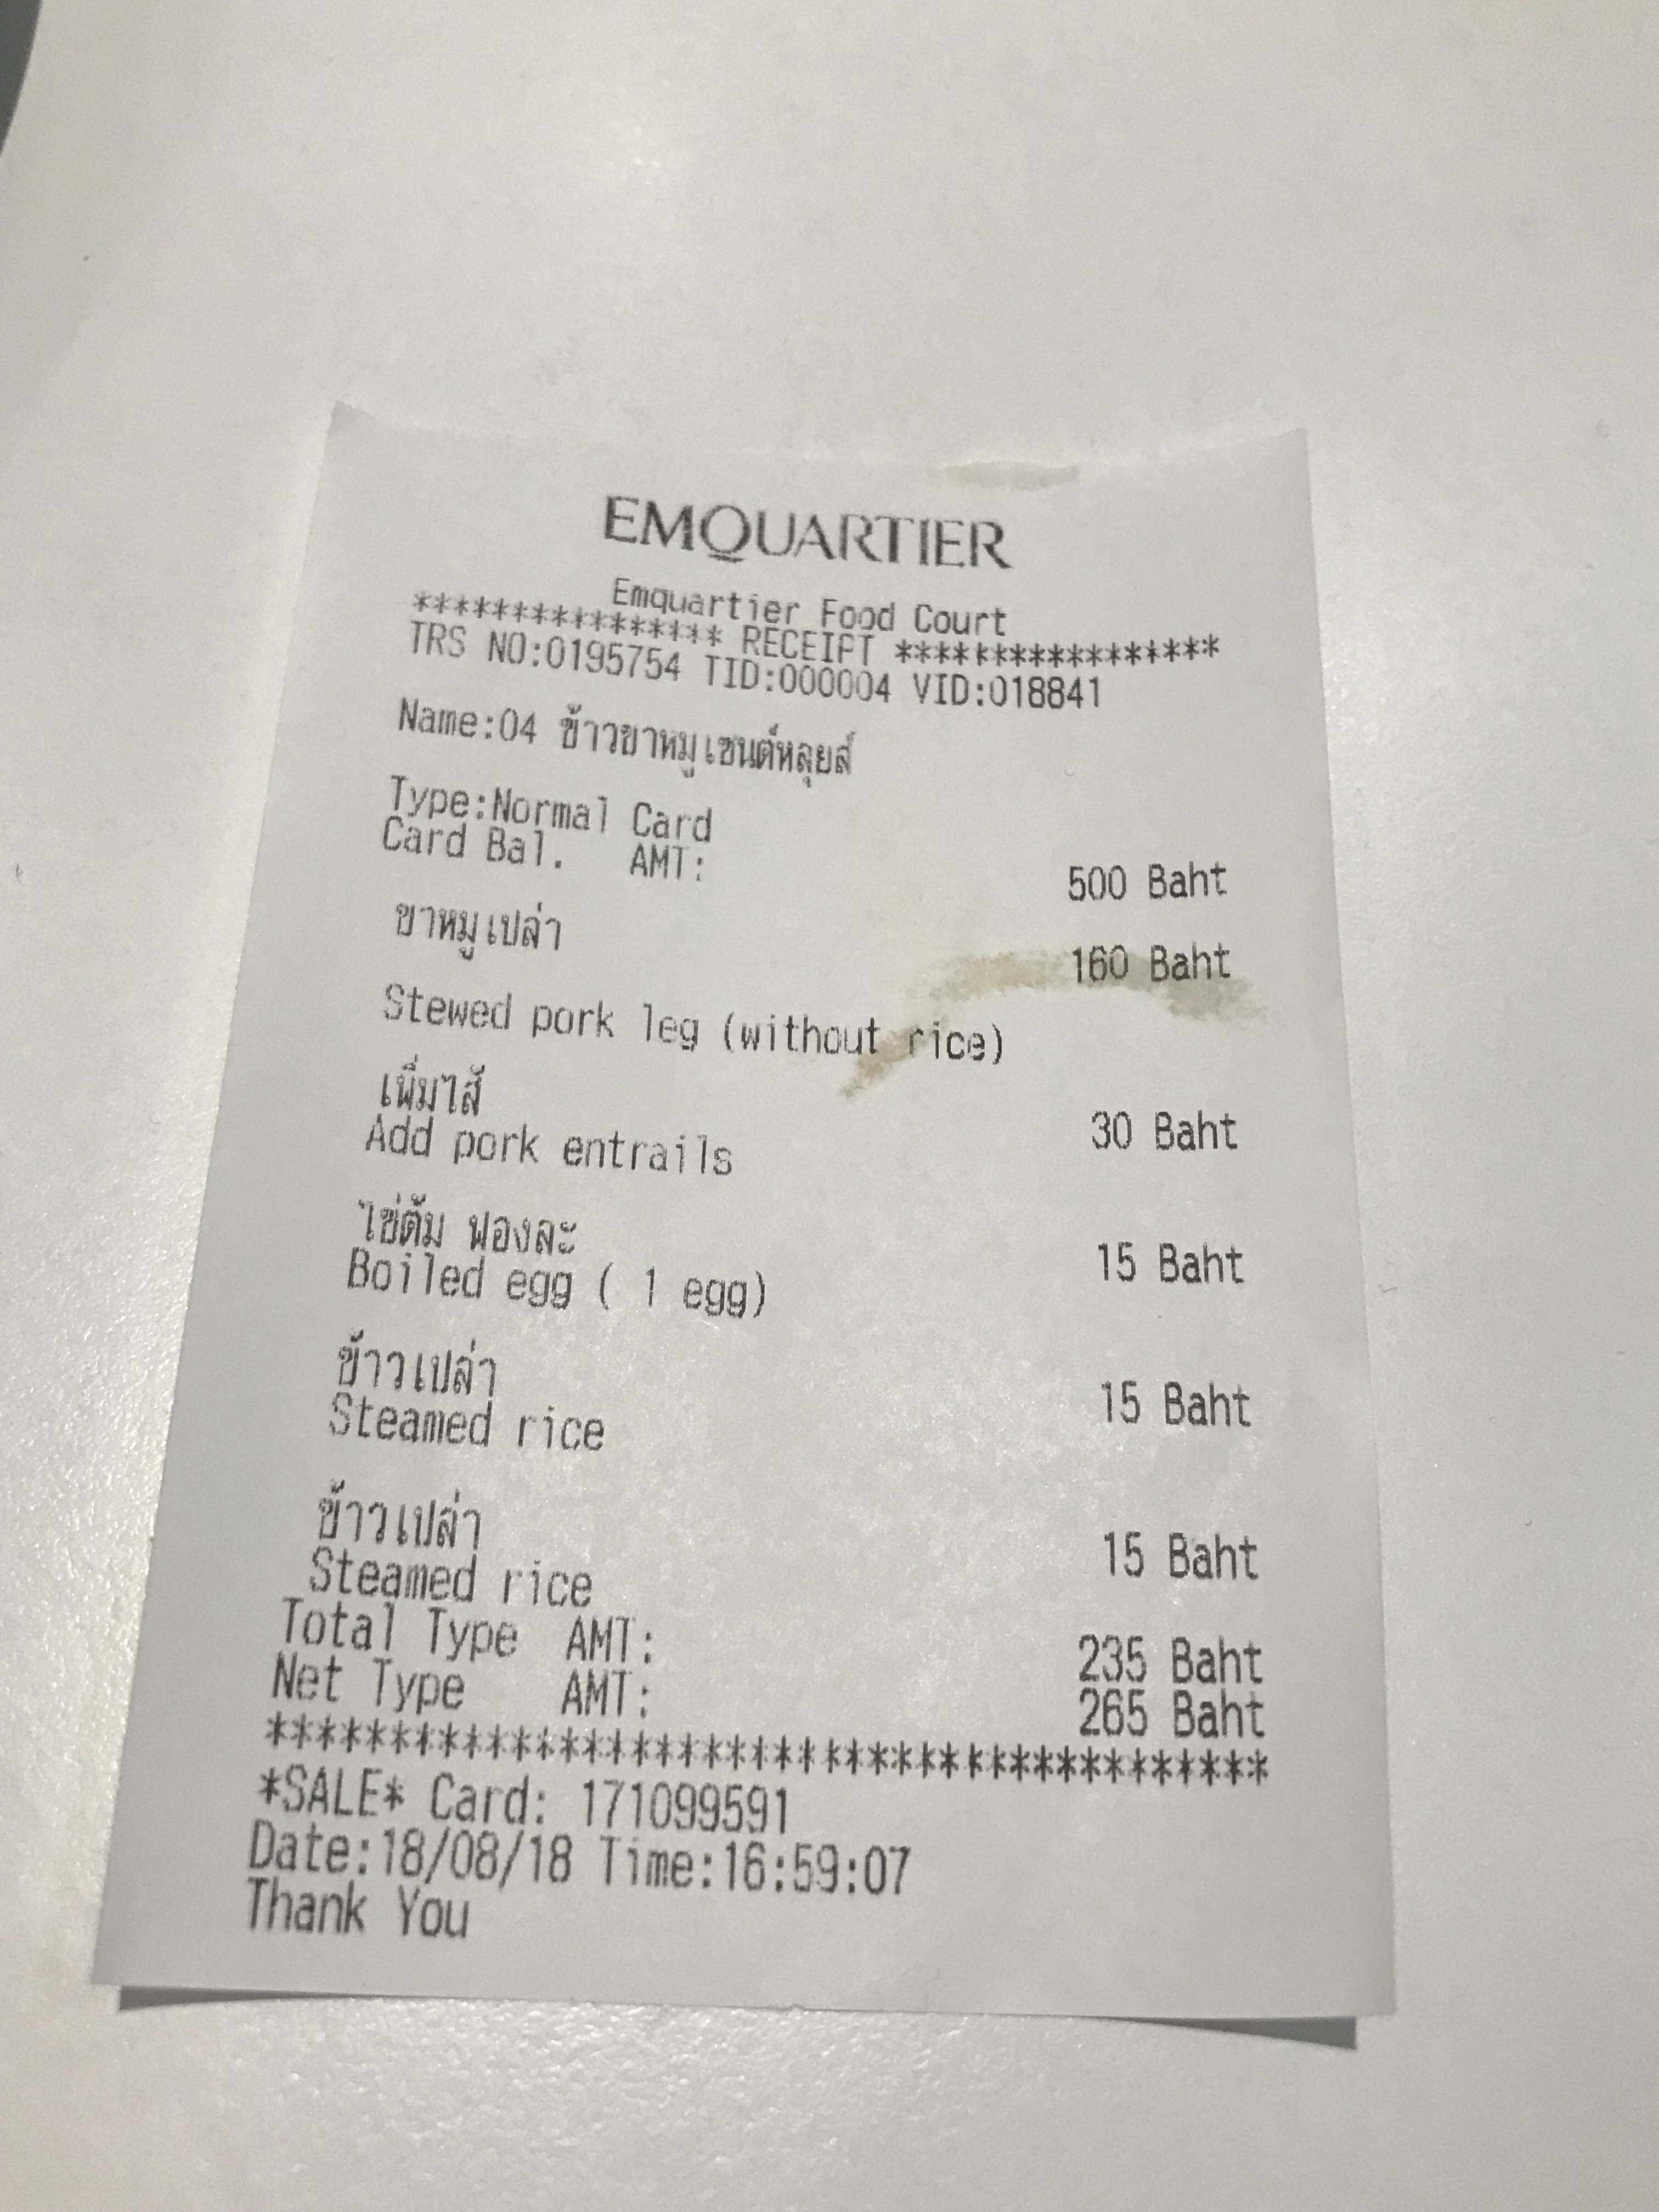 EMQUARTIER
Emquartier Food Court
*************** RECEIPT ****************
TRS NO:0195754 TID:000004 VID:018841
Name:04 ข้าวขาหมูเซนต์หลุยส์
Type:Normal Card
Card Bal. AMT: 500 Baht
ขาหมูเปล่า 160 Baht
Stewed pork leg (without rice)
เพิ่มไส้ 30 Baht
Add pork entrails
ไข่ต้ม ฟองละ 15 Baht
Boiled egg ( 1 egg)
ข้าวเปล่า 15 Baht
Steamed rice
ข้าวเปล่า 15 Baht
Steamed rice
Total Type AMT: 235 Baht
Net Type AMT: 265 Baht
******************************************
*SALE* Card: 171099591
Date:18/08/18 Time:16:59:07
Thank You